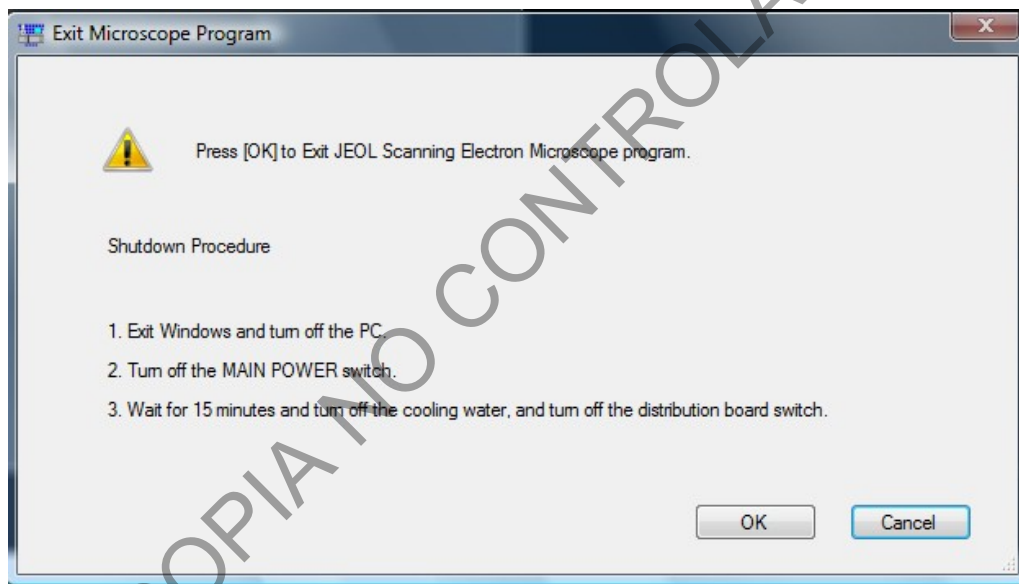 Exit Microscope Program
Press [OK] to Exit JEOL Scanning Electron Microscope program.
Shutdown Procedure
1. Exit Windows and turn off the PC.
2. Turn off the MAIN POWER switch.
3. Wait for 15 minutes and turn off the cooling water, and turn off the distribution board switch.
OK
Cancel
COPIA NO CONTROLA